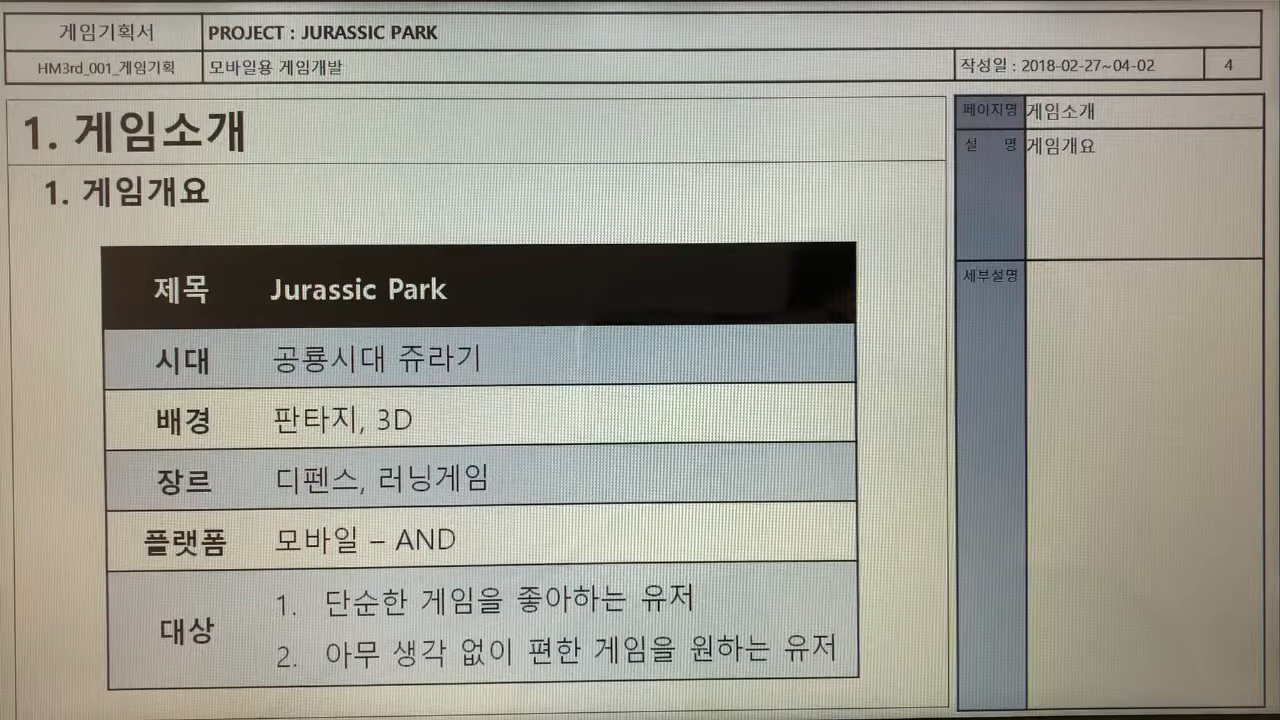 게임기획서
PROJECT : JURASSIC PARK
HM3rd_001_게임기획
모바일용 게임개발
작성일 : 2018-02-27~04-02
4
1. 게임소개
1. 게임개요
제목 Jurassic Park
시대 공룡시대 쥬라기
배경 판타지, 3D
장르 디펜스, 러닝게임
플랫폼 모바일 – AND
대상
1. 단순한 게임을 좋아하는 유저
2. 아무 생각 없이 편한 게임을 원하는 유저
페이지명 게임소개
설 명 게임개요
세부설명